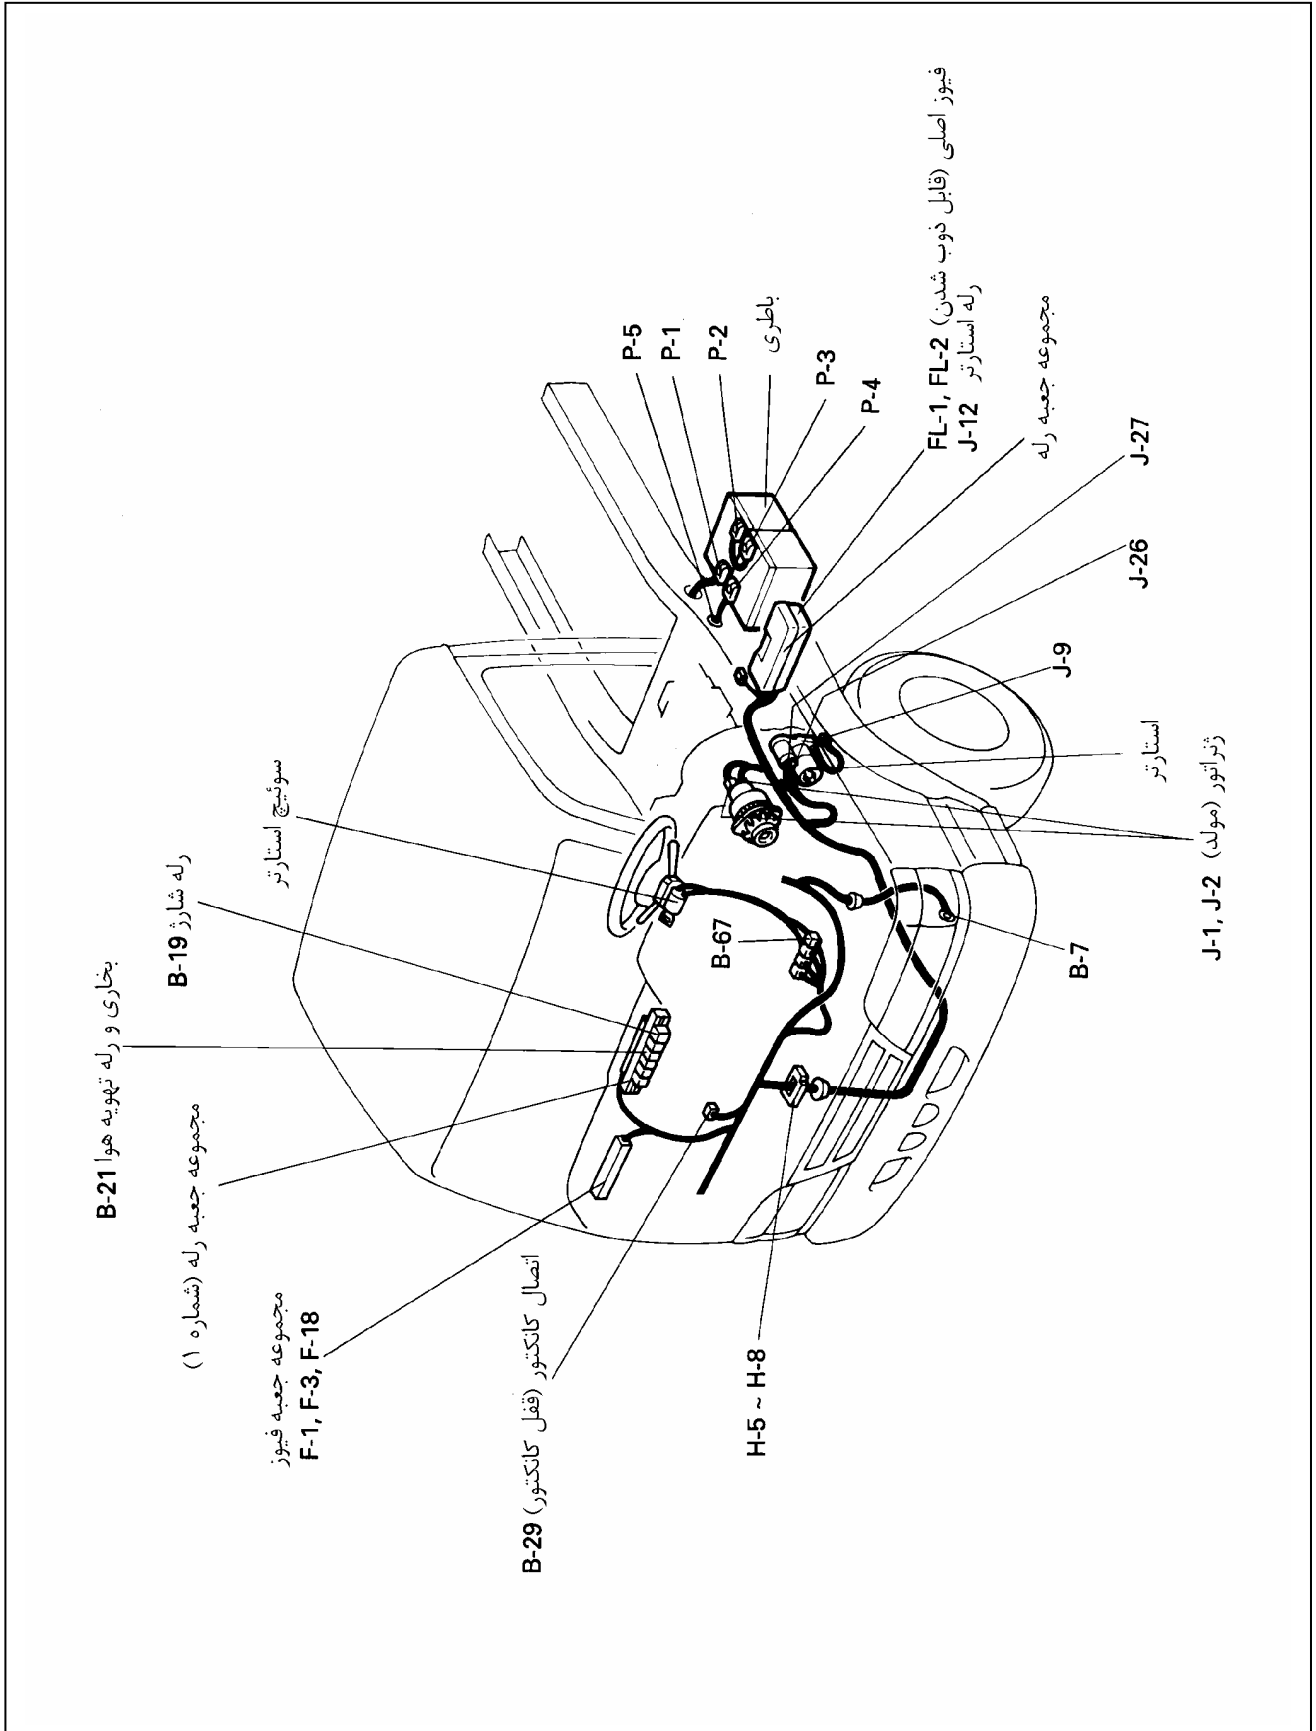 B-21 بخاری و رله تهویه هوا
B-19 رله شارژ
سوئیچ استارتر
مجموعه جعبه رله (شماره ۱)
مجموعه جعبه فیوز
F-1, F-3, F-18
B-29 اتصال کانکتور (قفل کانکتور)
H-5 ~ H-8
B-67
P-5
P-1
P-2
باطری
P-3
P-4
FL-1, FL-2 فیوز اصلی (قابل ذوب شدن)
J-12 رله استارتر
مجموعه جعبه رله
J-27
J-26
J-9
استارتر
J-1, J-2 ژنراتور (مولد)
B-7